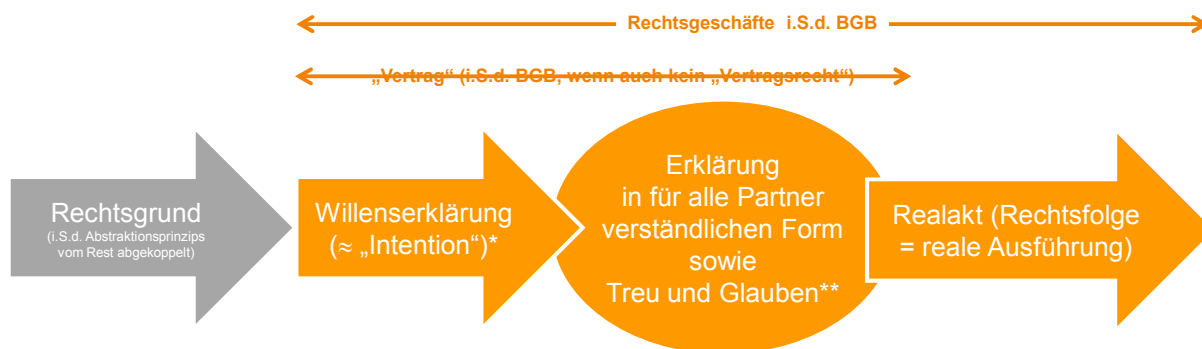 Rechtsgeschäfte i.S.d. BGB
„Vertrag“ (i.S.d. BGB, wenn auch kein „Vertragsrecht“)
Rechtsgrund
(i.S.d. Abstraktionsprinzips
vom Rest abgekoppelt)
Willenserklärung
(≈ „Intention“)*
Erklärung
in für alle Partner
verständlichen Form
sowie
Treu und Glauben**
Realakt (Rechtsfolge
= reale Ausführung)